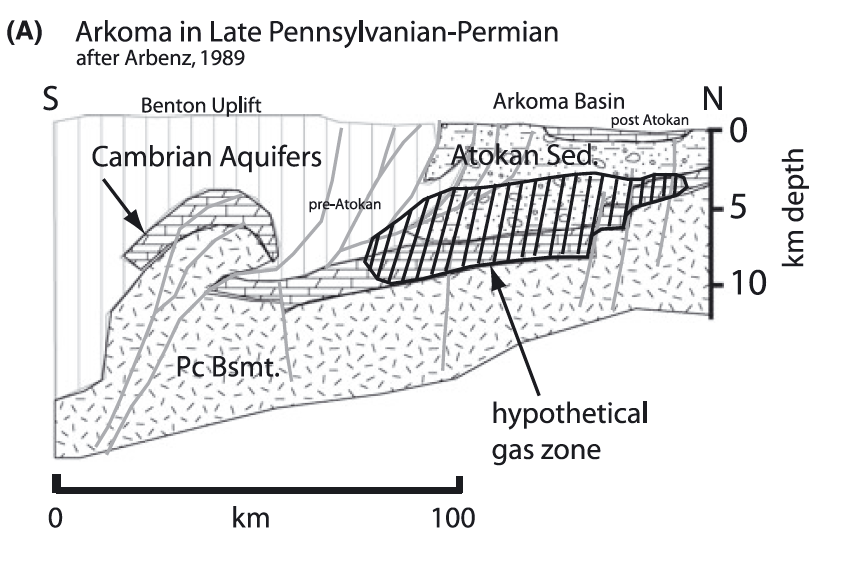 (A) Arkoma in Late Pennsylvanian-Permian
after Arbenz, 1989
S
Benton Uplift
Arkoma Basin
N
post Atokan
0
Cambrian Aquifers
Atokan Sed.
pre-Atokan
5
km depth
10
Pc Bsmt.
hypothetical
gas zone
0 km 100